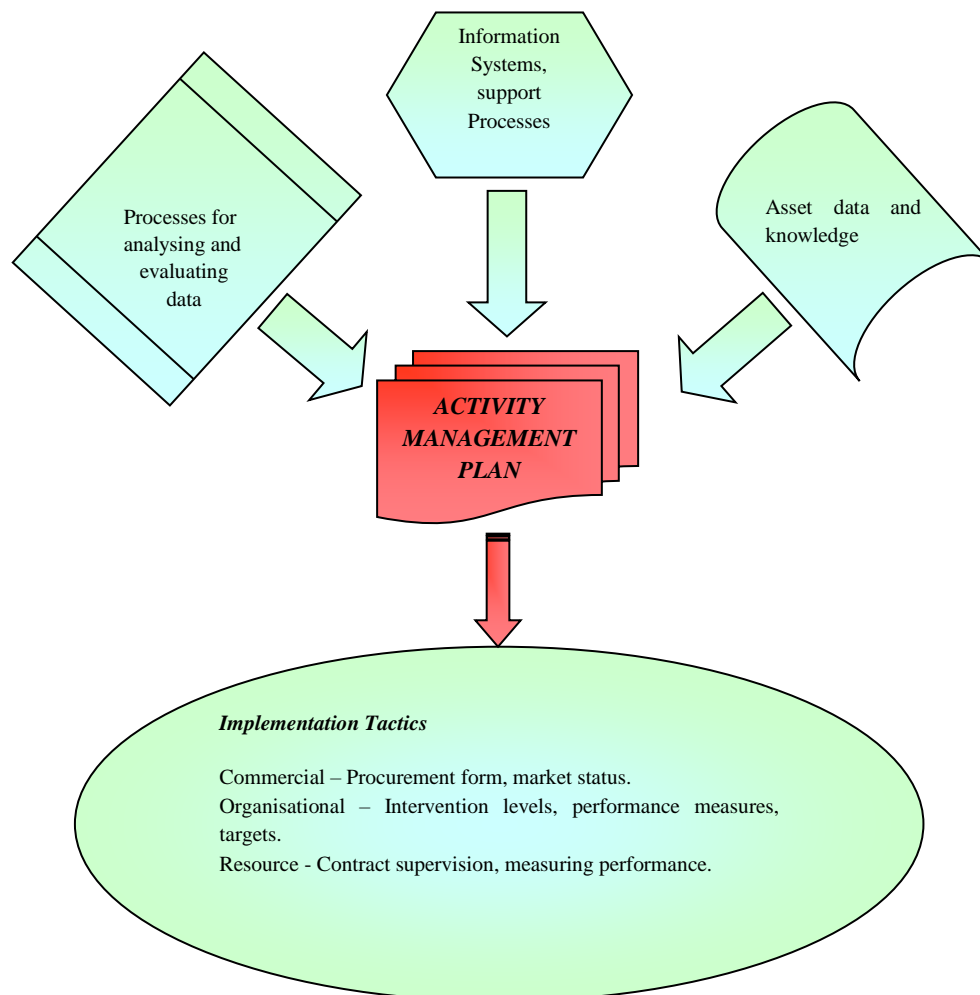 Information
Systems,
support
Processes
Processes for
analysing and
evaluating
data
Asset data and
knowledge
ACTIVITY
MANAGEMENT
PLAN
Implementation Tactics
Commercial – Procurement form, market status.
Organisational – Intervention levels, performance measures,
targets.
Resource - Contract supervision, measuring performance.